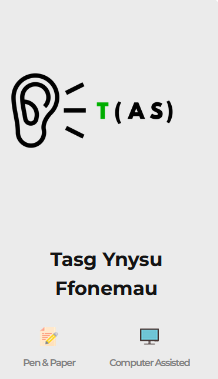 T(AS)
Tasg Ynysu
Ffonemau
Pen & Paper
Computer Assisted